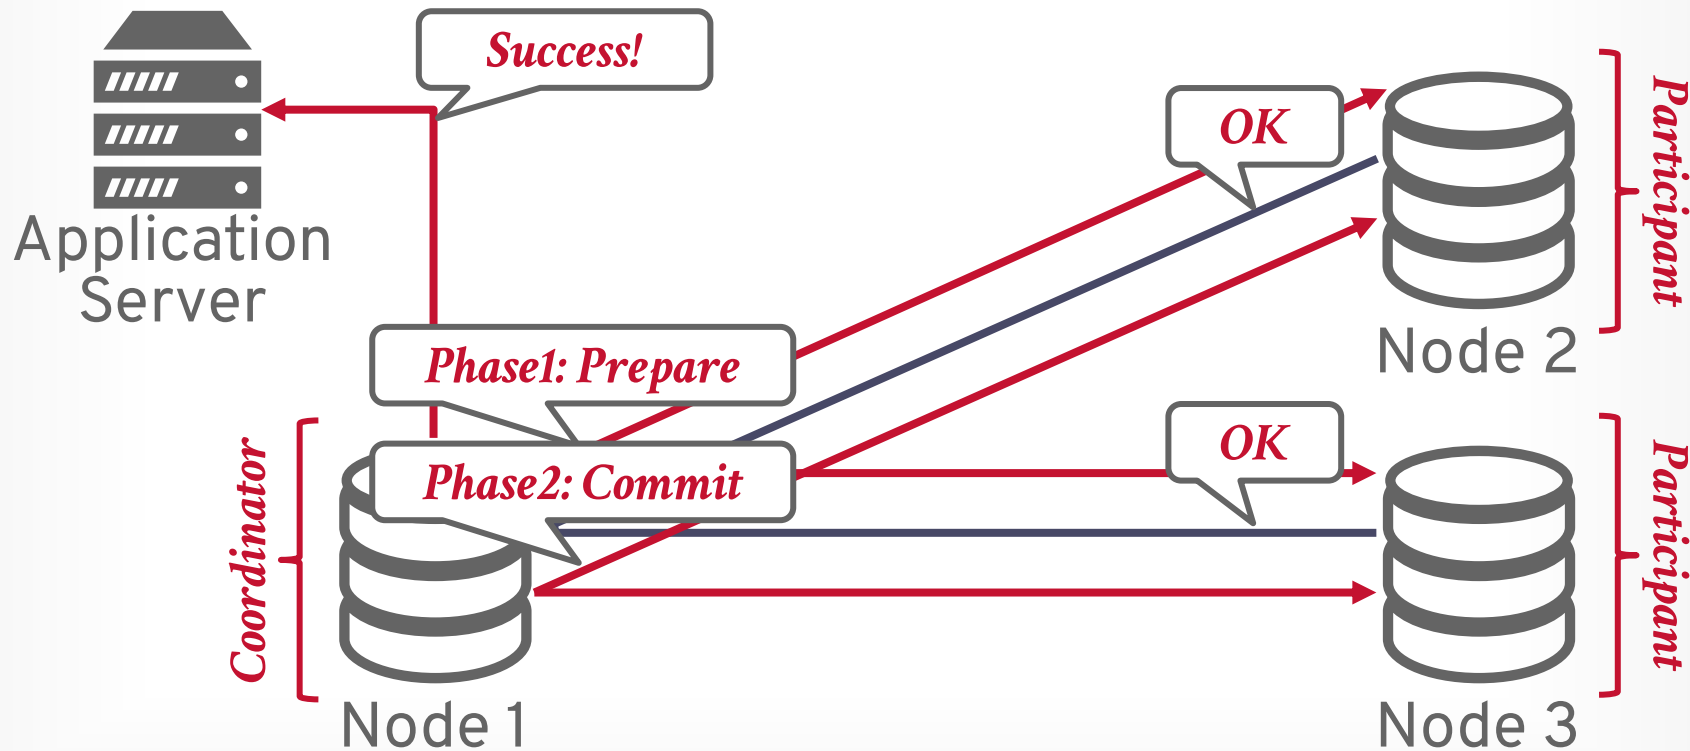 Success!
OK
Participant
Application
Server
Phase1: Prepare
Node 2
Coordinator
Phase2: Commit
OK
Participant
Node 1
Node 3